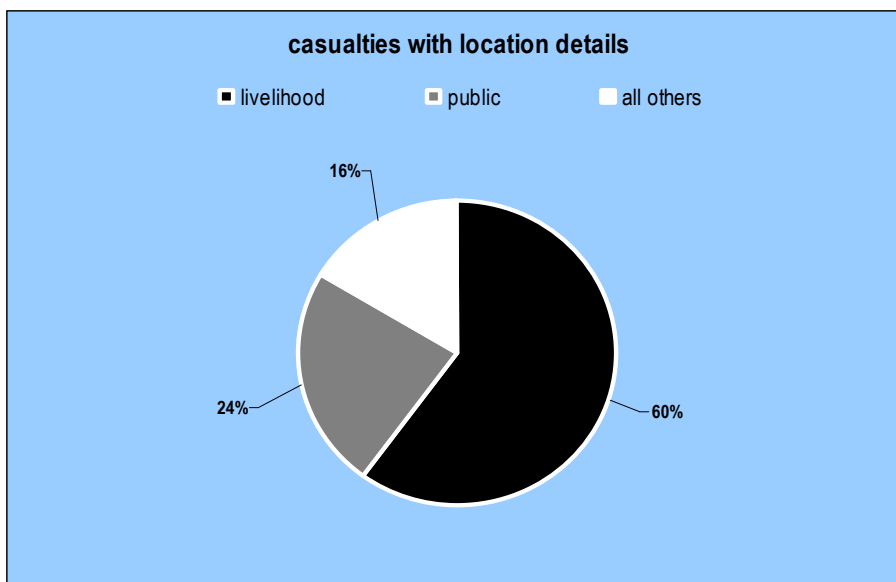 casualties with location details
livelihood public all others
16%
24%
60%